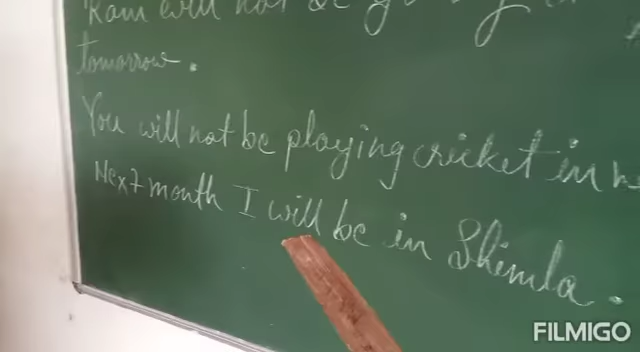 Ram will not be
tomorrow.
You will not be playing cricket in
Next month I will be in Shimla.
FILMIGO